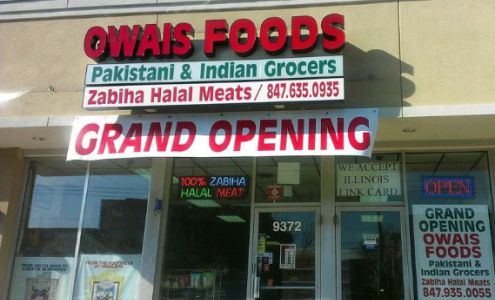 OWAIS FOODS
Pakistani & Indian Grocers
Zabiha Halal Meats / 847.635.0935
GRAND OPENING
100% ZABIHA
HALAL MEAT
WE ACCEPT
ILLINOIS
LINK CARD
OPEN
9372
GRAND
OPENING
OWAIS
FOODS
Pakistani
& Indian
Grocers
Zabiha
Halal Meats
847.635.0055